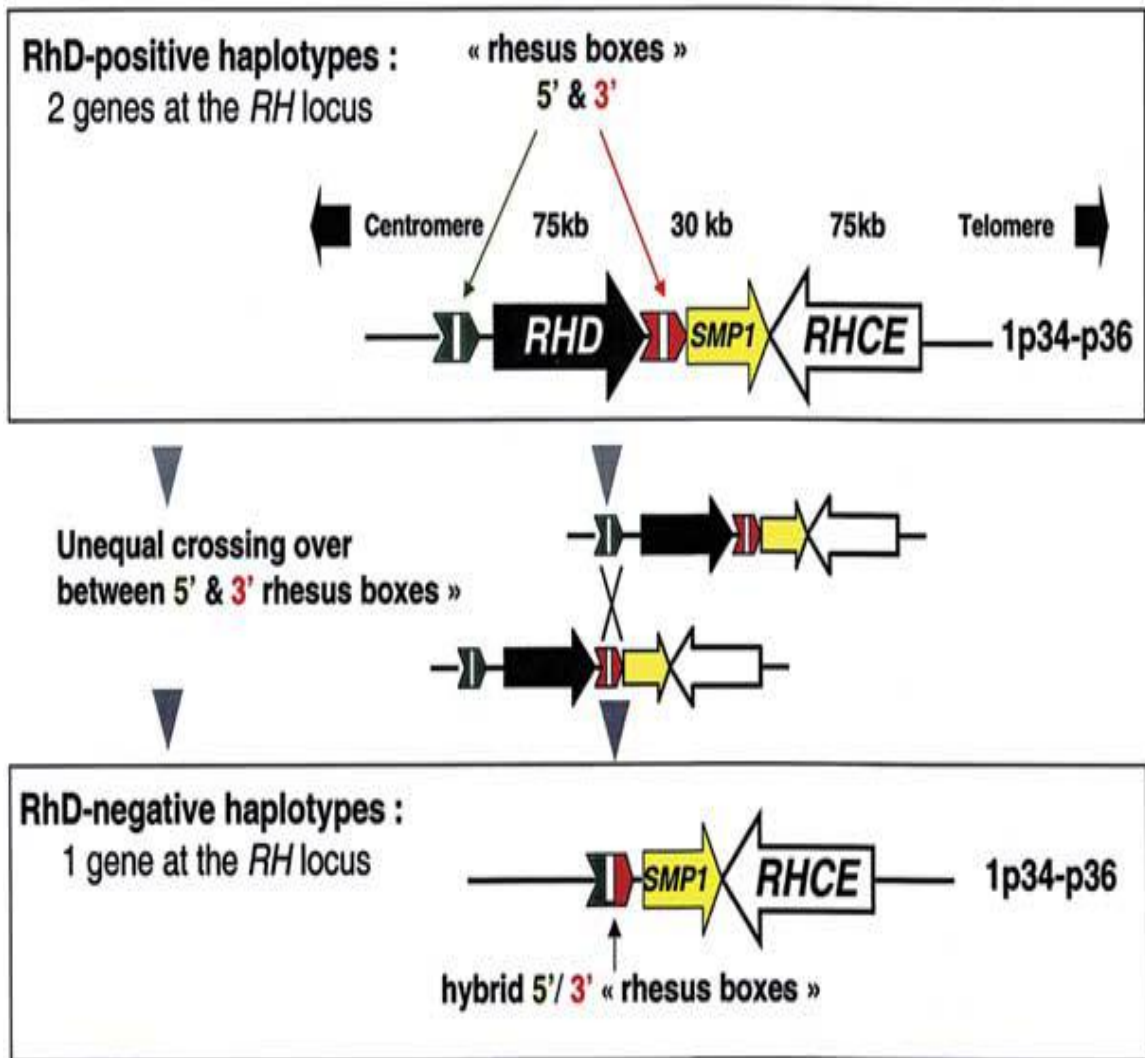 RhD-positive haplotypes :
2 genes at the RH locus
« rhesus boxes »
5' & 3'
Centromere 75kb 30 kb 75kb Telomere
RHD SMP1 RHCE 1p34-p36
Unequal crossing over
between 5' & 3' rhesus boxes »
RhD-negative haplotypes :
1 gene at the RH locus
SMP1 RHCE 1p34-p36
hybrid 5'/ 3' « rhesus boxes »